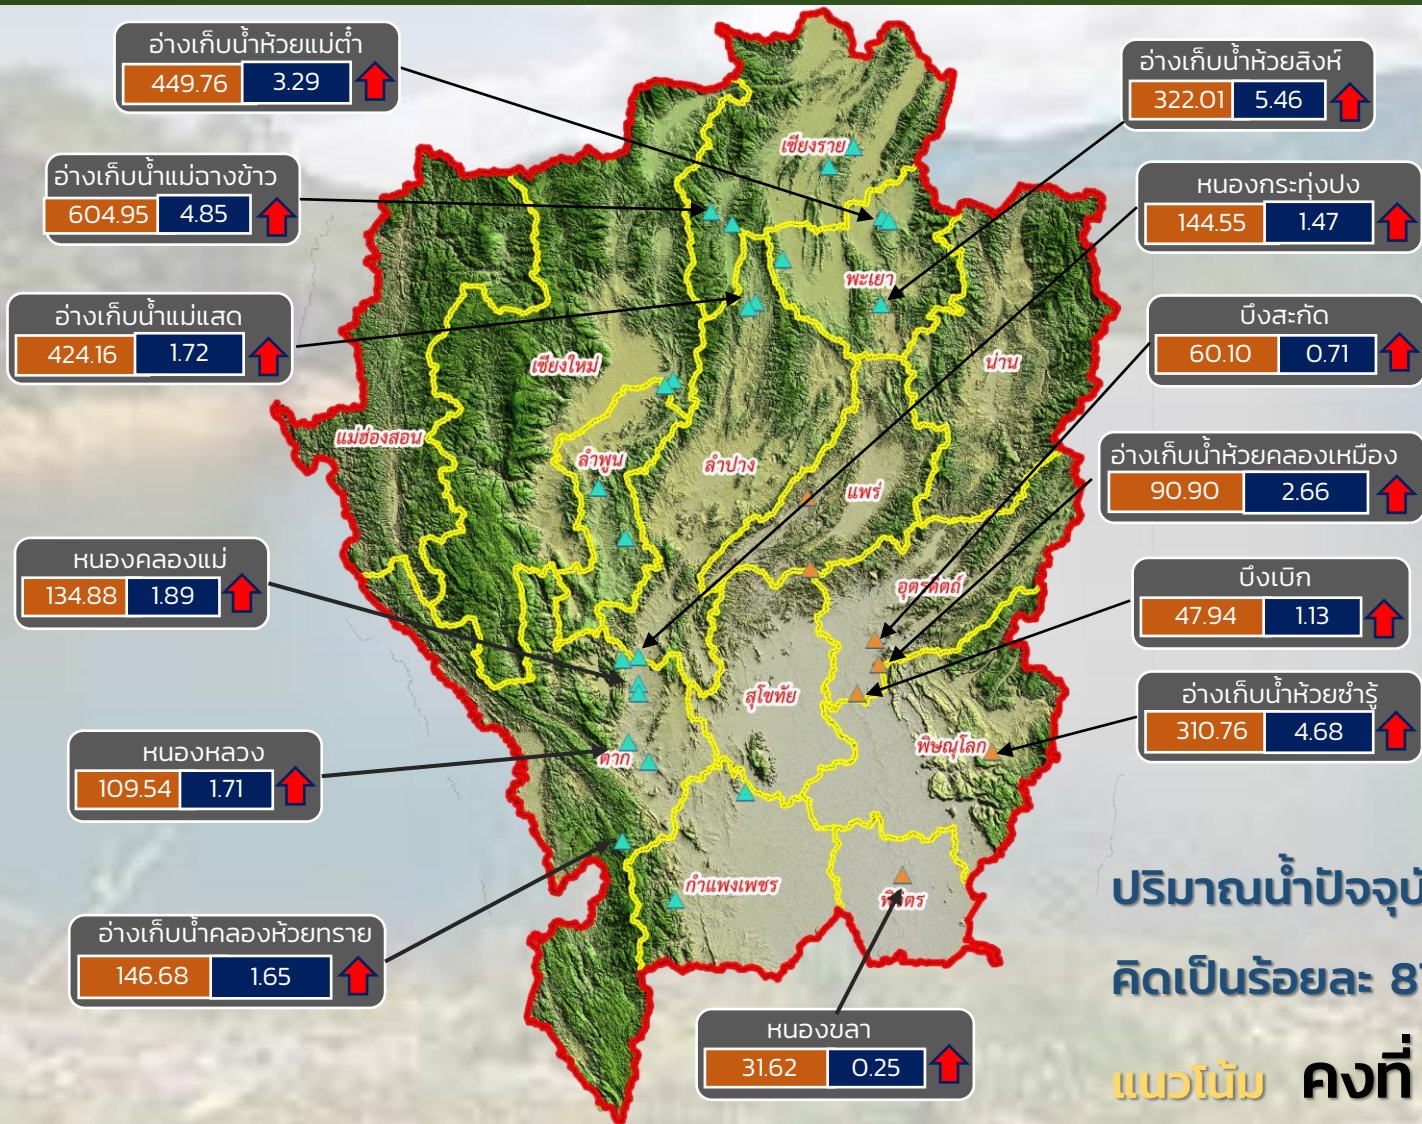 อ่างเก็บน้ำห้วยแม่ต๋ำ
449.76 3.29
อ่างเก็บน้ำแม่ฉางข้าว
604.95 4.85
อ่างเก็บน้ำแม่แสด
424.16 1.72
หนองคลองแม่
134.88 1.89
หนองหลวง
109.54 1.71
อ่างเก็บน้ำคลองห้วยทราย
146.68 1.65
อ่างเก็บน้ำห้วยสิงห์
322.01 5.46
หนองกระทุ่งปง
144.55 1.47
บึงสะกัด
60.10 0.71
อ่างเก็บน้ำห้วยคลองเหมือง
90.90 2.66
บึงเบิก
47.94 1.13
อ่างเก็บน้ำห้วยซำรู้
310.76 4.68
หนองขลา
31.62 0.25
เชียงราย
พะเยา
น่าน
เชียงใหม่
แม่ฮ่องสอน
ลำพูน
ลำปาง
แพร่
อุตรดิตถ์
สุโขทัย
ตาก
พิษณุโลก
กำแพงเพชร
ปริมาณน้ำปัจจุบั
คิดเป็นร้อยละ 8
แนวโน้ม คงที่